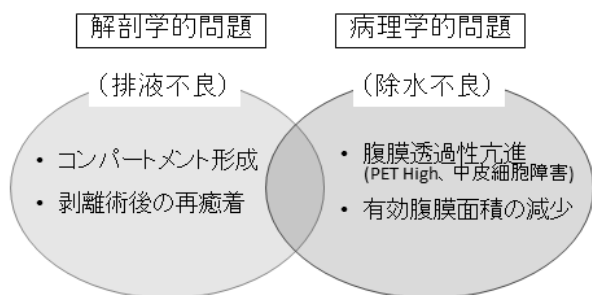 解剖学的問題
病理学的問題
（排液不良）
（除水不良）
• コンパートメント形成
• 剥離術後の再癒着
• 腹膜透過性亢進
(PET High、中皮細胞障害)
• 有効腹膜面積の減少